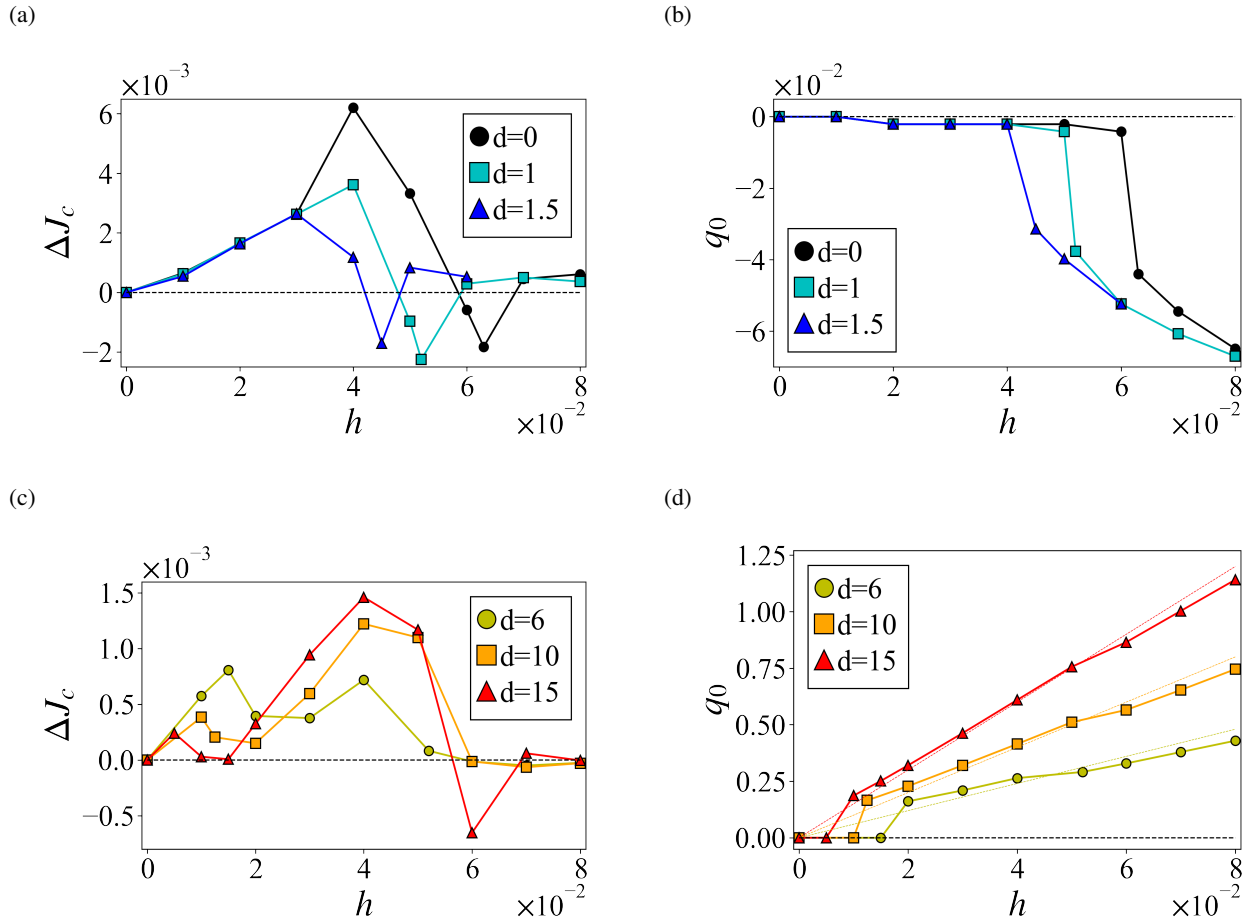 (a)
×10⁻³
6
4
2
0
−2
ΔJ_c
0 2 4 6 8
h
×10⁻²
d=0
d=1
d=1.5
(b)
×10⁻²
0
−2
−4
−6
q₀
0 2 4 6 8
h
×10⁻²
d=0
d=1
d=1.5
(c)
×10⁻³
1.5
1.0
0.5
0.0
−0.5
ΔJ_c
0 2 4 6 8
h
×10⁻²
d=6
d=10
d=15
(d)
1.25
1.00
0.75
0.50
0.25
0.00
q₀
0 2 4 6 8
h
×10⁻²
d=6
d=10
d=15